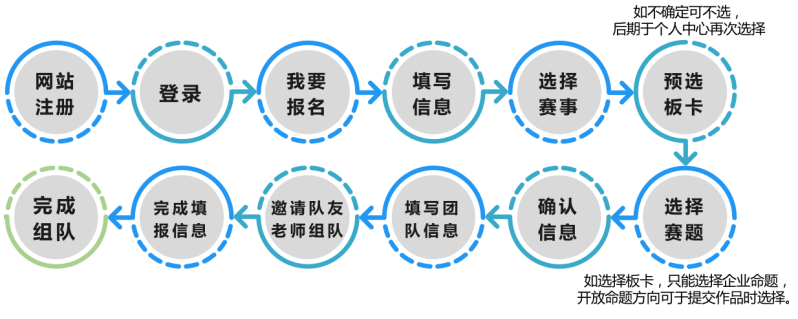 如不确定可不选，
后期于个人中心再次选择
网站
注册
登录
我要
报名
填写
信息
选择
赛事
预选
板卡
选择
赛题
确认
信息
填写团
队信息
邀请队友
老师组队
完成填
报信息
完成
组队
如选择板卡，只能选择企业命题，
开放命题方向可于提交作品时选择。